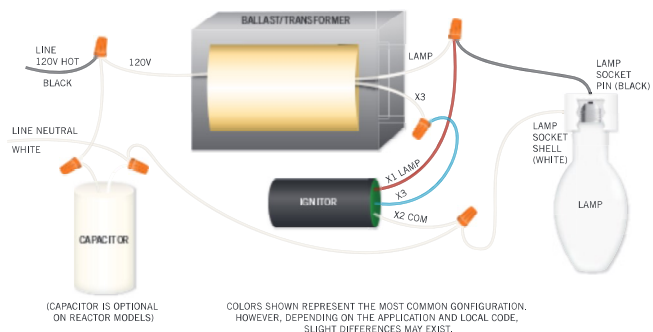 BALLAST/TRANSFORMER
LINE
120V HOT
BLACK
120V
LAMP
X3
LAMP
SOCKET
PIN (BLACK)
LINE NEUTRAL
WHITE
LAMP
SOCKET
SHELL
(WHITE)
X1 LAMP
X3
X2 COM
IGNITOR
LAMP
CAPACITOR
(CAPACITOR IS OPTIONAL
ON REACTOR MODELS)
COLORS SHOWN REPRESENT THE MOST COMMON GONFIGURATION.
HOWEVER, DEPENDING ON THE APPLICATION AND LOCAL CODE,
SLIGHT DIFFERENCES MAY EXIST.